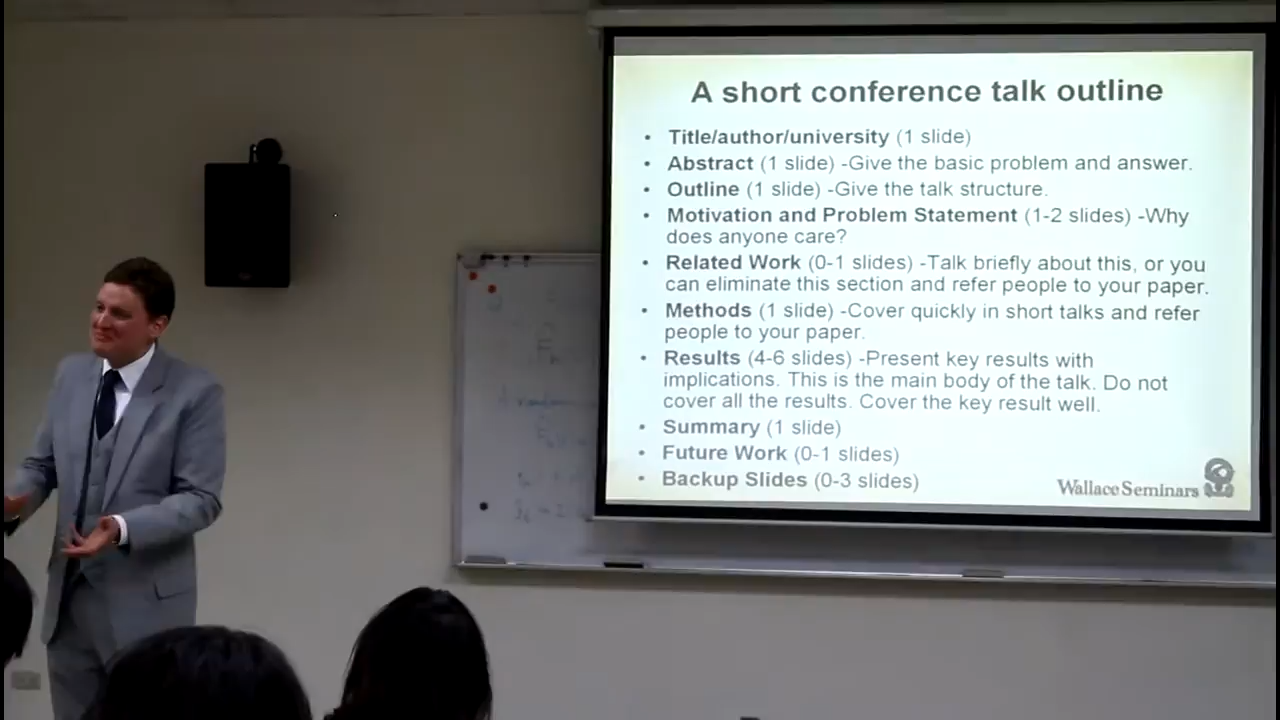 A short conference talk outline
• Title/author/university (1 slide)
• Abstract (1 slide) -Give the basic problem and answer.
• Outline (1 slide) -Give the talk structure.
• Motivation and Problem Statement (1-2 slides) -Why
does anyone care?
• Related Work (0-1 slides) -Talk briefly about this, or you
can eliminate this section and refer people to your paper.
• Methods (1 slide) -Cover quickly in short talks and refer
people to your paper.
• Results (4-6 slides) -Present key results with
implications. This is the main body of the talk. Do not
cover all the results. Cover the key result well.
• Summary (1 slide)
• Future Work (0-1 slides)
• Backup Slides (0-3 slides)
Wallace Seminars